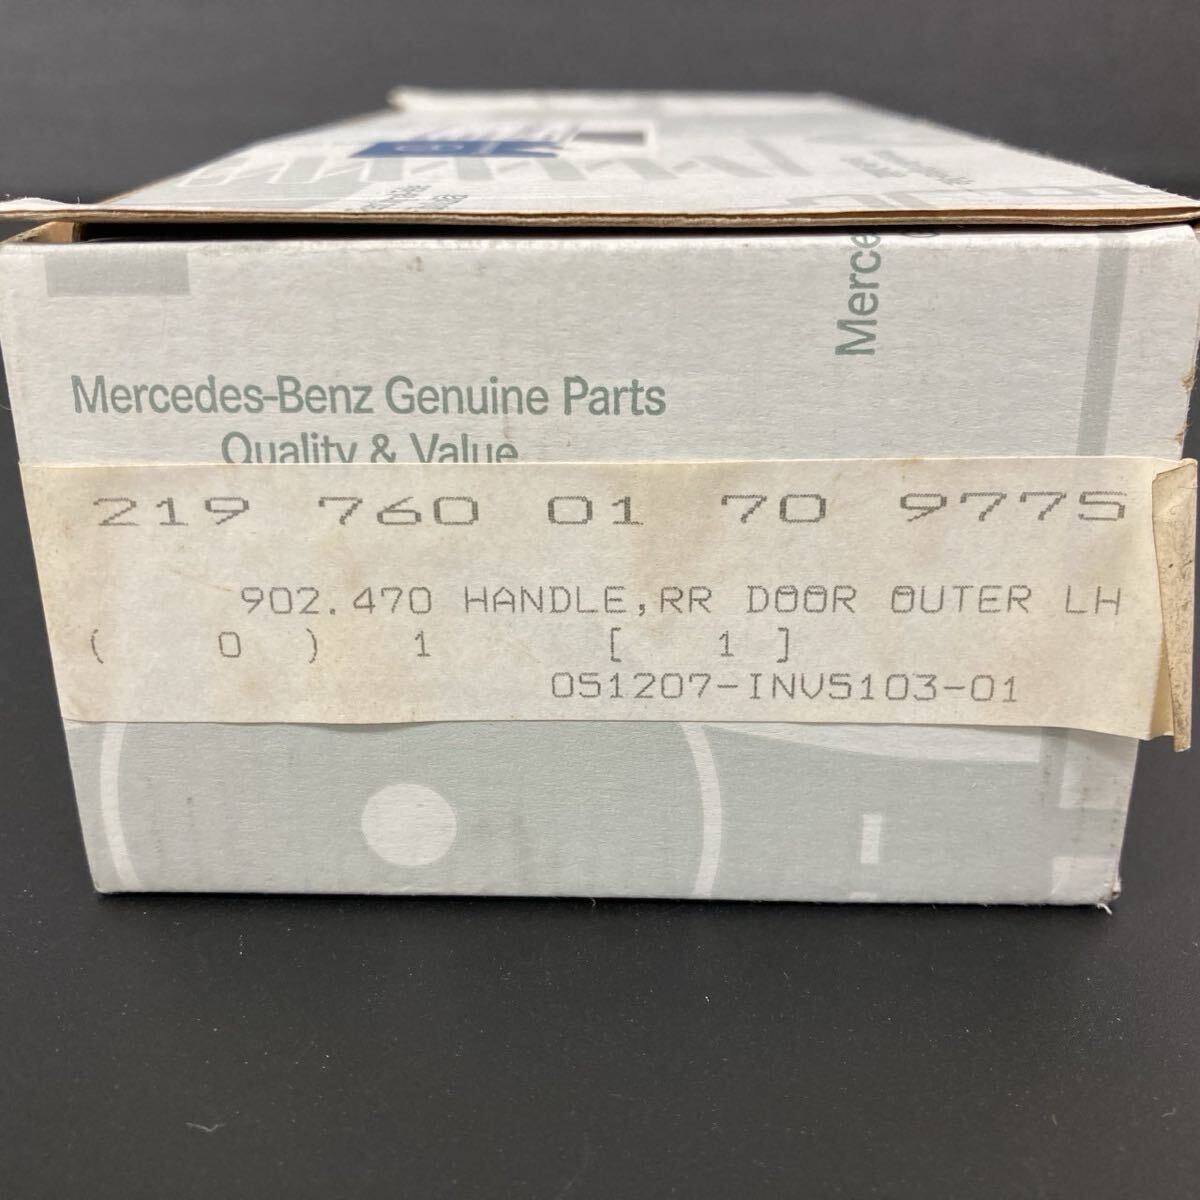 Merce
Mercedes-Benz Genuine Parts
Quality & Value
219 760 01 70 9775
902.470 HANDLE,RR DOOR OUTER LH
( 0 ) 1 [ 1 ]
051207-INV5103-01